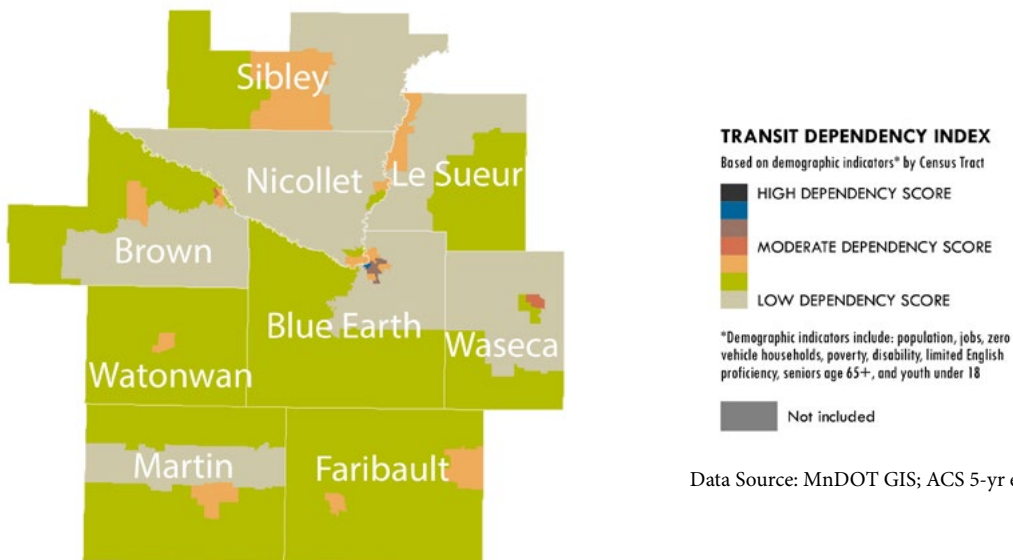 Sibley
Nicollet
Le Sueur
Brown
Blue Earth
Waseca
Watonwan
Martin
Faribault
TRANSIT DEPENDENCY INDEX
Based on demographic indicators* by Census Tract
HIGH DEPENDENCY SCORE
MODERATE DEPENDENCY SCORE
LOW DEPENDENCY SCORE
*Demographic indicators include: population, jobs, zero
vehicle households, poverty, disability, limited English
proficiency, seniors age 65+, and youth under 18
Not included
Data Source: MnDOT GIS; ACS 5-yr e